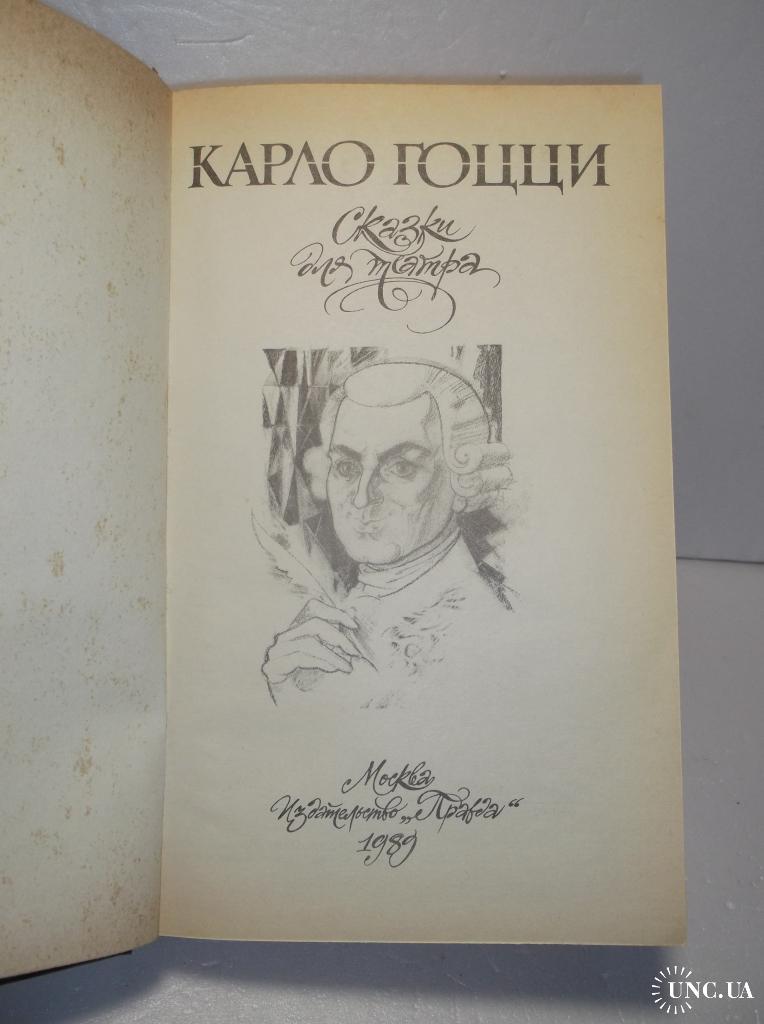 КАРЛО ГОЦЦИ
Сказки
для театра
Москва
Издательство „Правда“
1989
UNC.UA